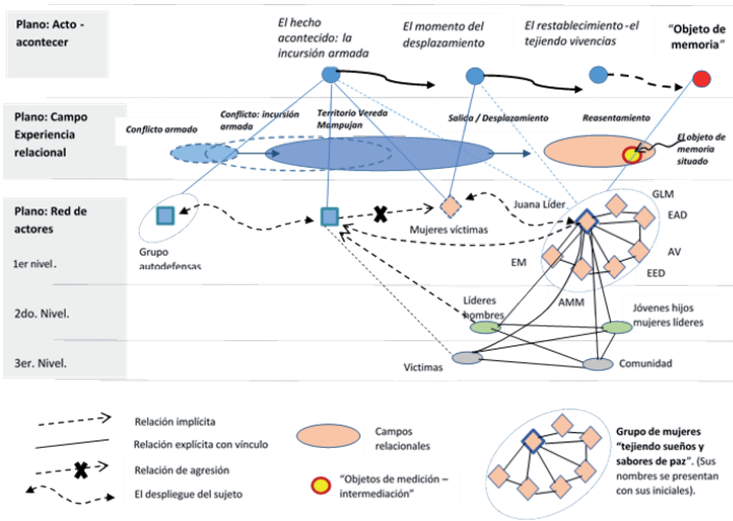 Plano: Acto -
acontecer
El hecho
acontecido: la
incursión armada
El momento del
desplazamiento
El restablecimiento - el
tejiendo vivencias
“Objeto de
memoria”
Plano: Campo
Experiencia
relacional
Conflicto armado
Conflicto: incursión
armada
Territorio Vereda
Mampujan
Salida / Desplazamiento
Reasentamiento
El objeto de
memoria
situado
Plano: Red de
actores
1er nivel.
2do. Nivel.
3er. Nivel.
Grupo
autodefensas
Mujeres víctimas
Juana Líder
GLM
EAD
AV
EED
EM
AMM
Líderes
hombres
Jóvenes hijos
mujeres líderes
Victimas
Comunidad
Relación implícita
Relación explícita con vínculo
Relación de agresión
El despliegue del sujeto
Campos
relacionales
“Objetos de medición –
intermediación”
Grupo de mujeres
“tejiendo sueños y
sabores de paz”. (Sus
nombres se presentan
con sus iniciales).